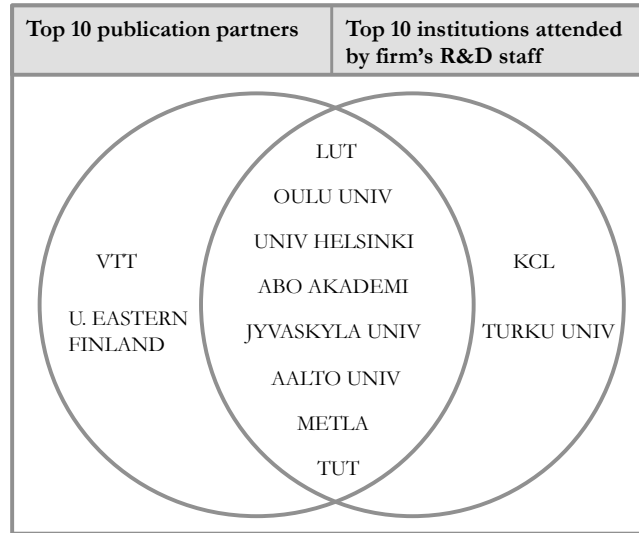 Top 10 publication partners
Top 10 institutions attended
by firm's R&D staff
LUT
OULU UNIV
UNIV HELSINKI
ABO AKADEMI
JYVASKYLA UNIV
AALTO UNIV
METLA
TUT
VTT
U. EASTERN
FINLAND
KCL
TURKU UNIV